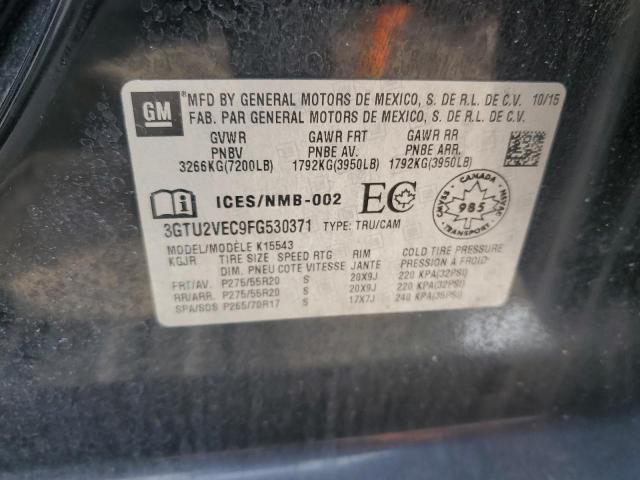 GM ® MFD BY GENERAL MOTORS DE MEXICO, S. DE R.L. DE C.V. 10/15
FAB. PAR GENERAL MOTORS DE MEXICO, S. DE R.L. DE C.V.
GVWR GAWR FRT GAWR RR
PNBV PNBE AV. PNBE ARR.
3266KG(7200LB) 1792KG(3950LB) 1792KG(3950LB)
ICES/NMB-002 EC
CANADA
985
TRANSPORT
3GTU2VEC9FG530371 TYPE: TRU/CAM
MODEL/MODÈLE K15543
KGJR TIRE SIZE SPEED RTG RIM COLD TIRE PRESSURE
DIM. PNEU COTE VITESSE JANTE PRESSION À FROID:
FRT/AV. P275/55R20 S 20X9J 220 KPA(32PSI)
RR/ARR. P275/55R20 S 20X9J 220 KPA(32PSI)
SPA/SDS P265/70R17 S 17X7J 240 KPA(35PSI)